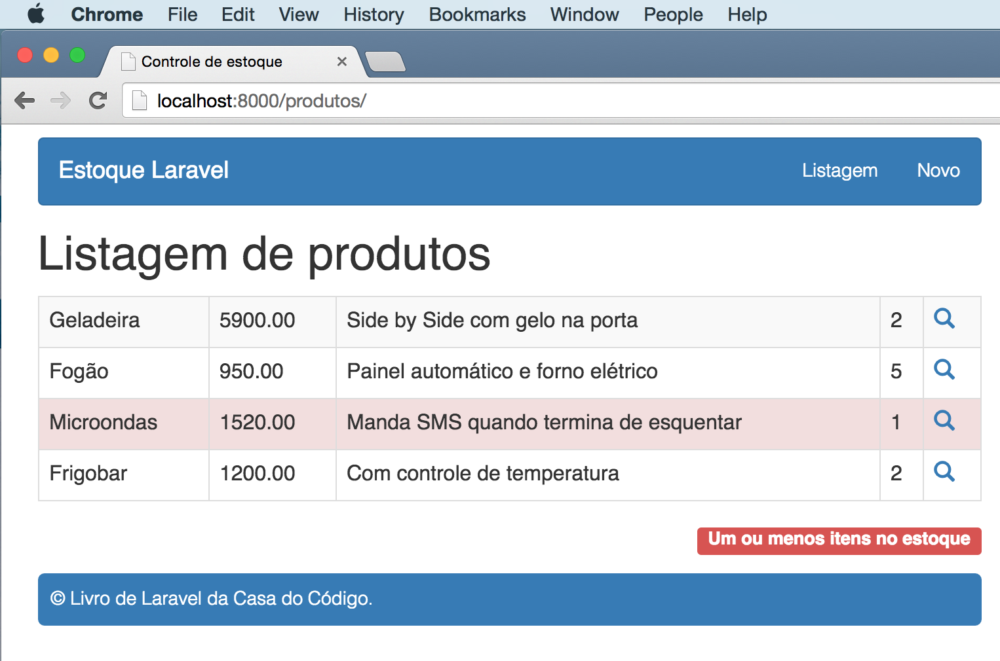 Chrome File Edit View History Bookmarks Window People Help
Controle de estoque
localhost:8000/produtos/
Estoque Laravel Listagem Novo
Listagem de produtos
Geladeira 5900.00 Side by Side com gelo na porta 2
Fogão 950.00 Painel automático e forno elétrico 5
Microondas 1520.00 Manda SMS quando termina de esquentar 1
Frigobar 1200.00 Com controle de temperatura 2
Um ou menos itens no estoque
© Livro de Laravel da Casa do Código.